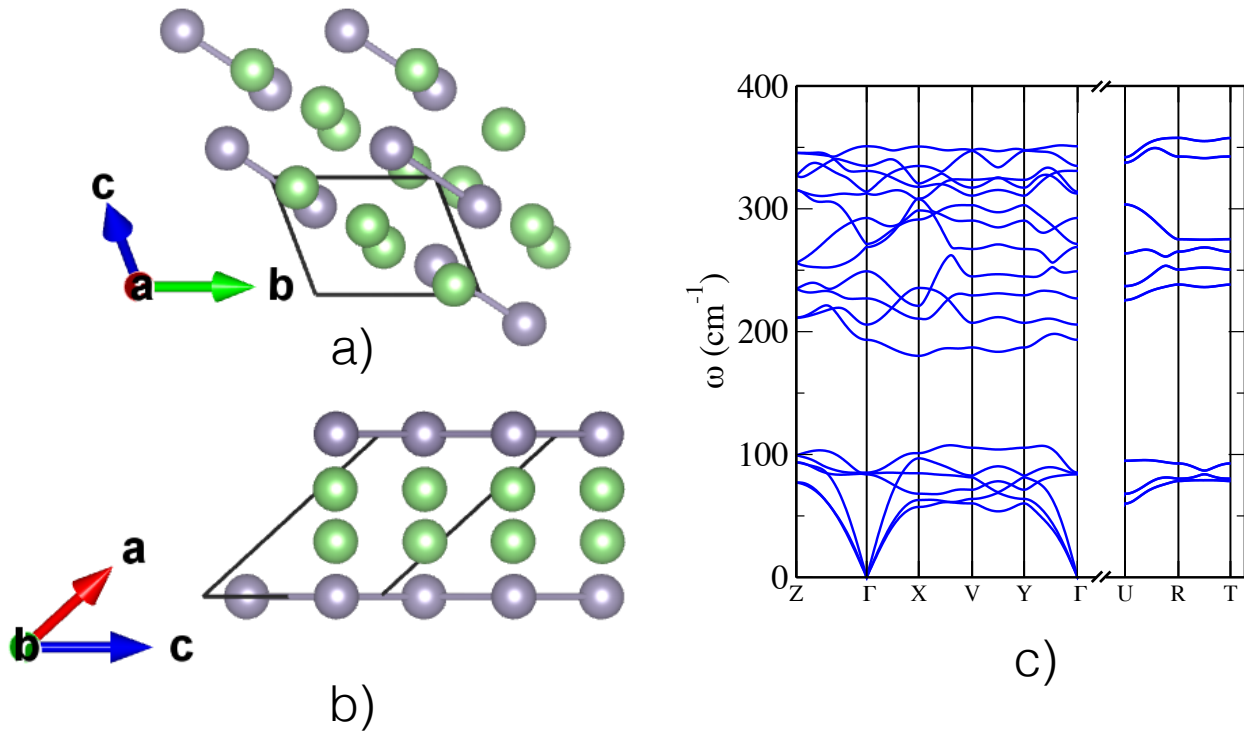 c
a
b
a)
a
b
c
b)
ω (cm⁻¹)
400
300
200
100
0
Z Γ X V Y Γ U R T
c)